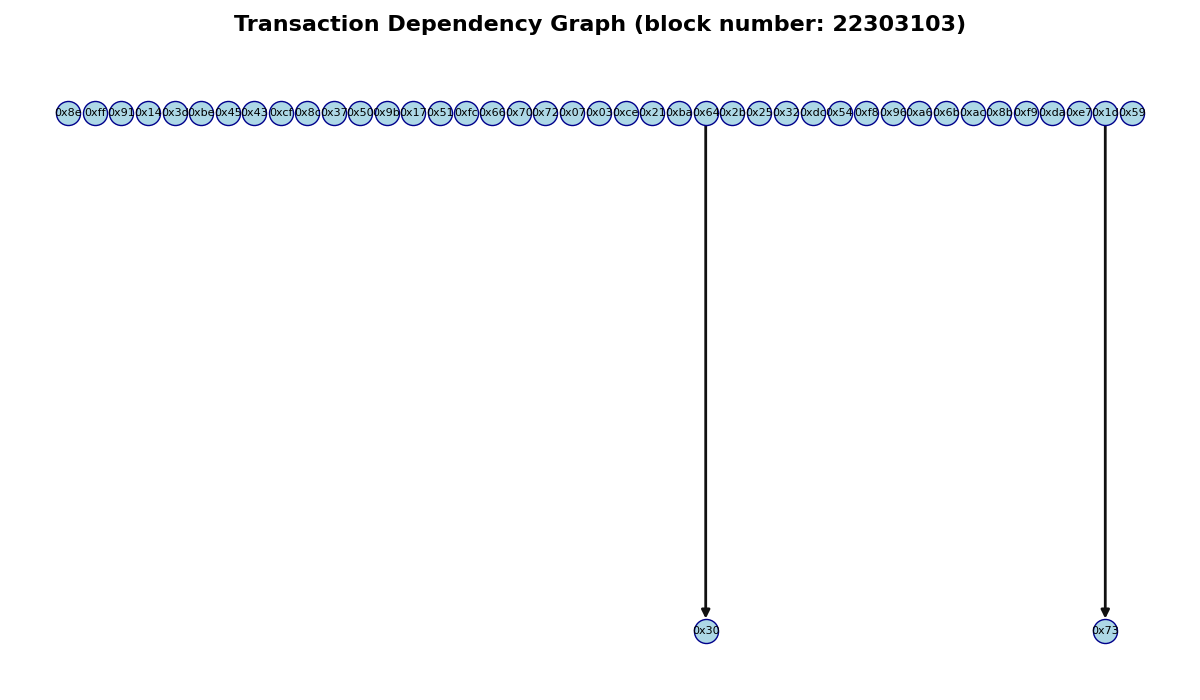 Transaction Dependency Graph (block number: 22303103)
0x8e 0xff 0x91 0x14 0x3d 0xbe 0x45 0x43 0xcf 0x8c 0x37 0x50 0x9b 0x17 0x51 0xfc 0x66 0x70 0x72 0x07 0x03 0xce 0x21 0xba 0x64 0x2b 0x25 0x32 0xdc 0x54 0xf8 0x96 0xa6 0x6b 0xac 0x8b 0xf9 0xda 0xe7 0x1c 0x59
0x30 0x73